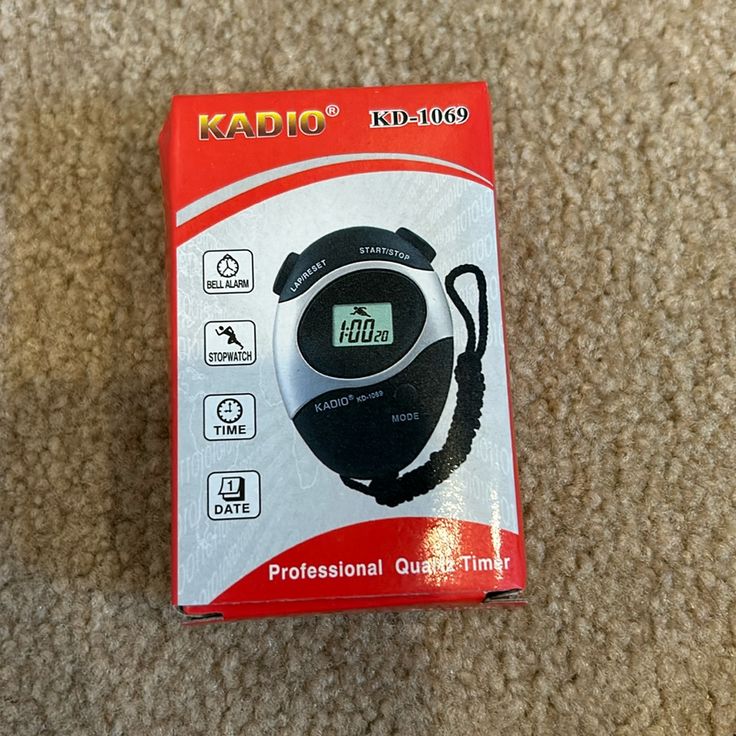 KADIO® KD-1069
BELL ALARM
STOPWATCH
TIME
1
DATE
LAP/RESET
START/STOP
1:00 20
KADIO® KD-1069
MODE
Professional Quartz Timer